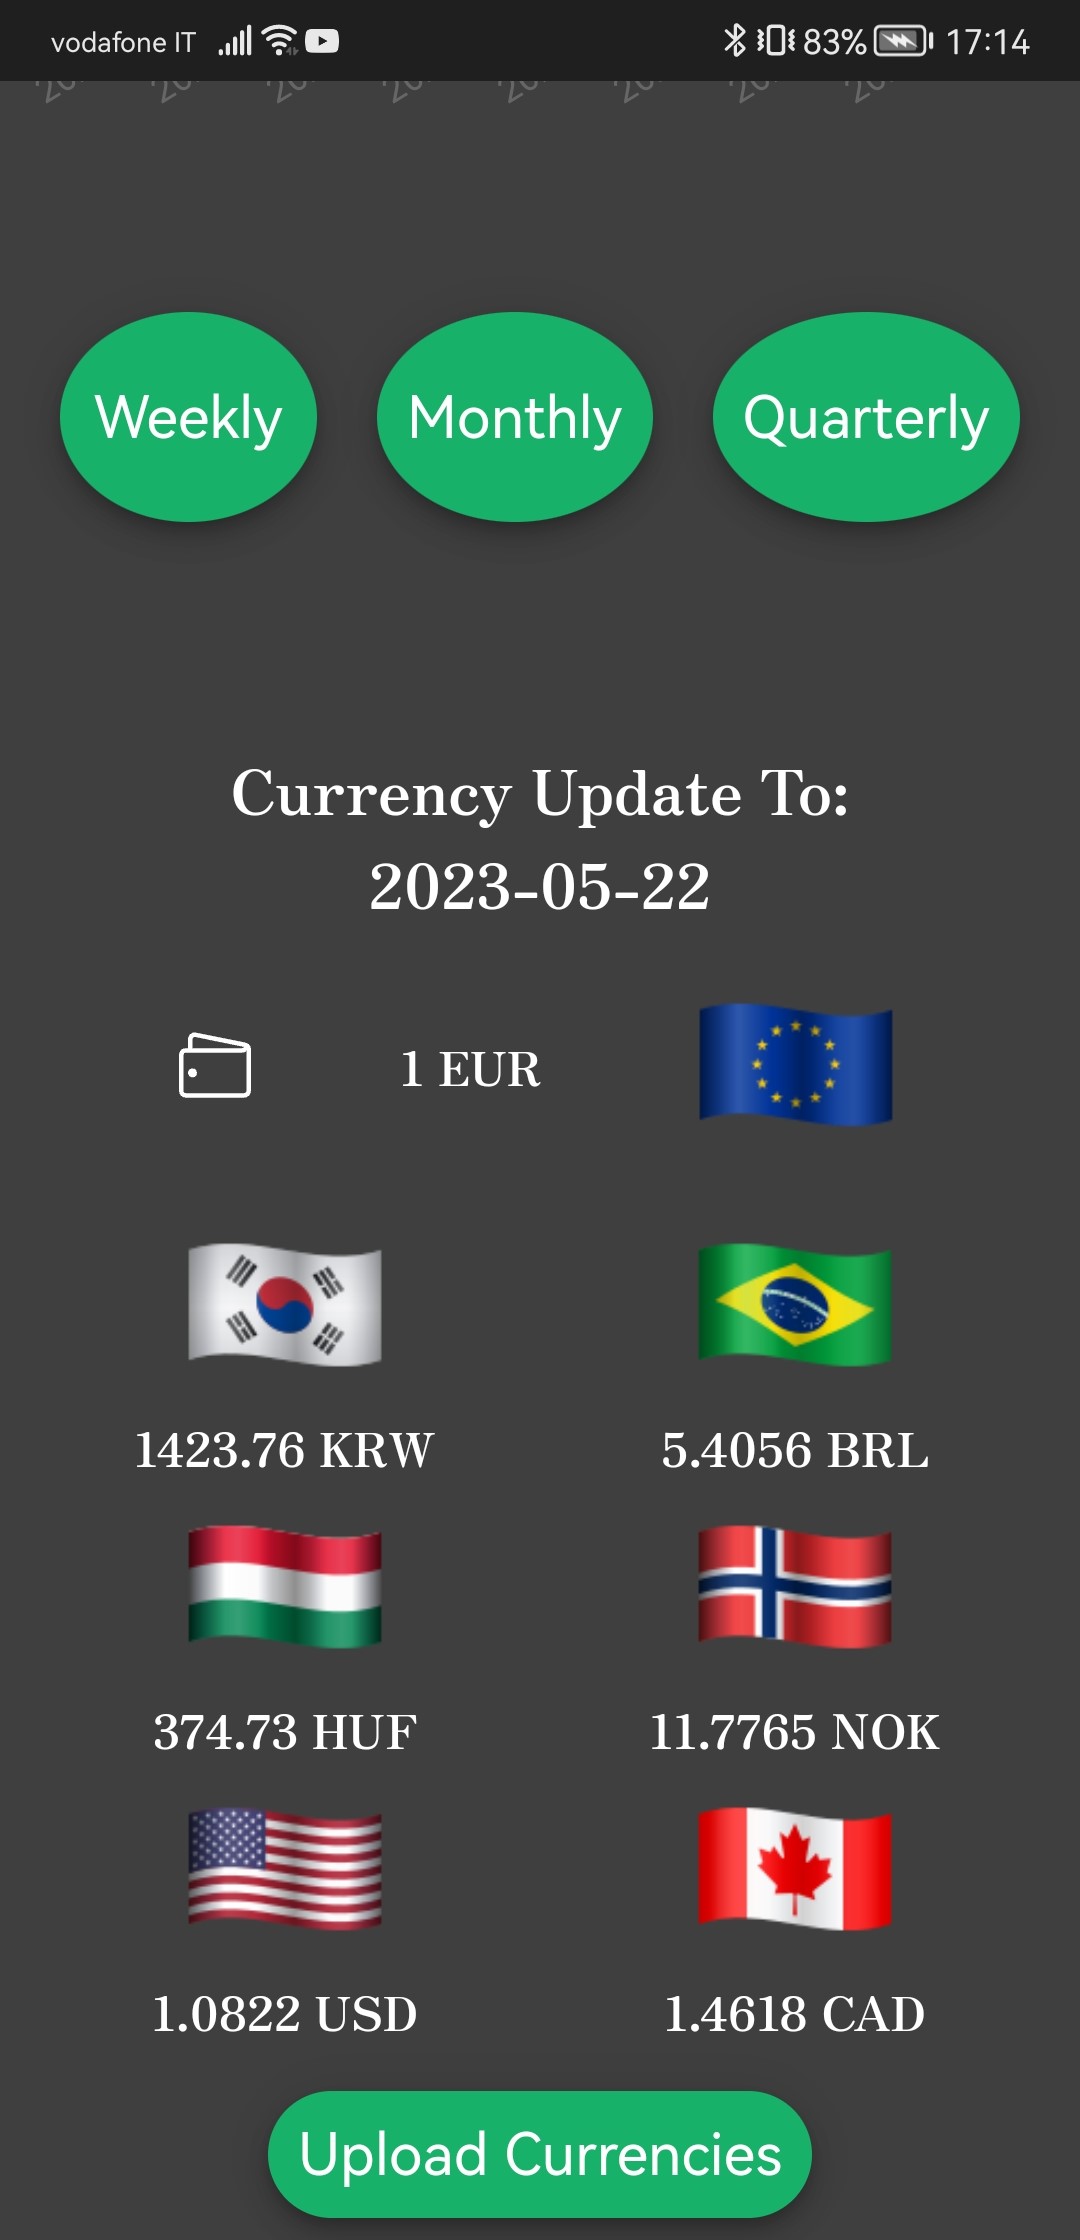 vodafone IT 83% 17:14
Weekly Monthly Quarterly
Currency Update To:
2023-05-22
1 EUR
1423.76 KRW 5.4056 BRL
374.73 HUF 11.7765 NOK
1.0822 USD 1.4618 CAD
Upload Currencies